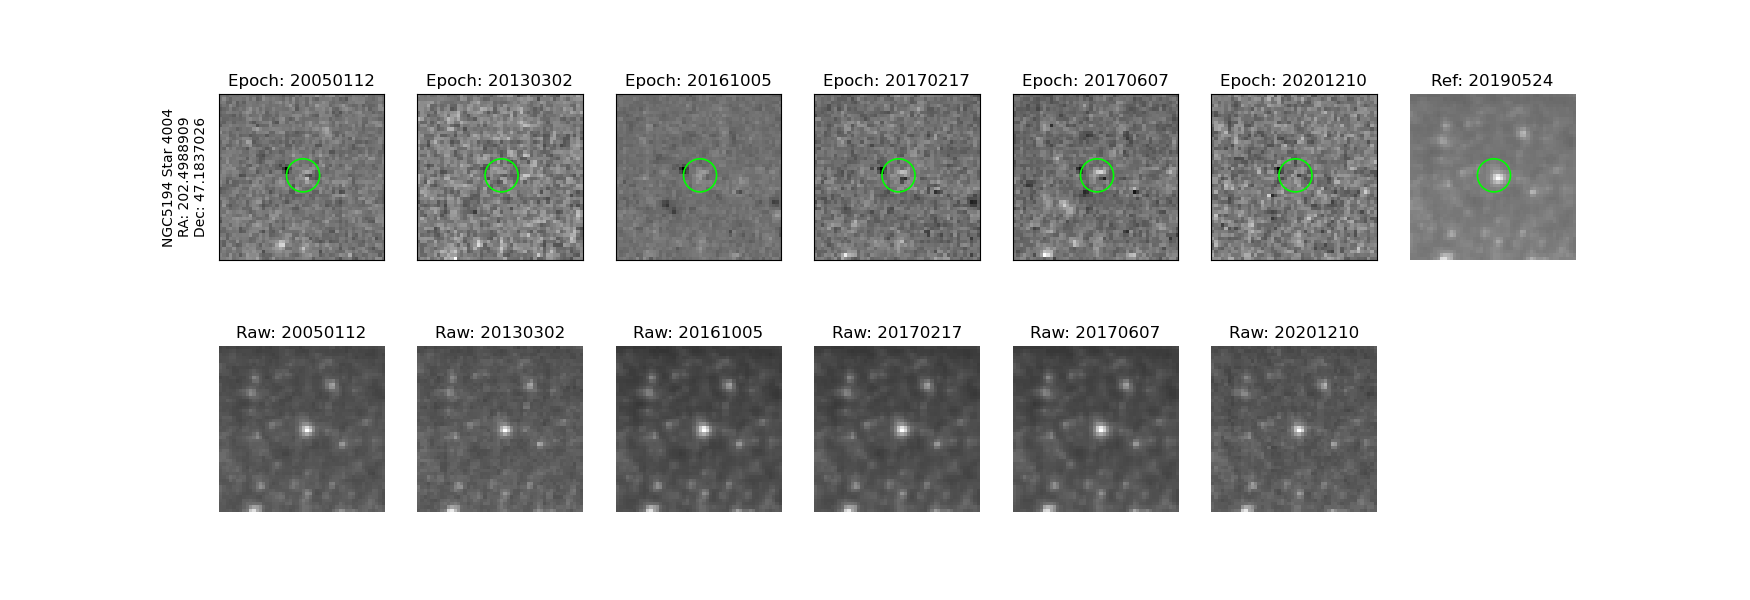 Epoch: 20050112
Epoch: 20130302
Epoch: 20161005
Epoch: 20170217
Epoch: 20170607
Epoch: 20201210
Ref: 20190524
NGC5194 Star 4004
RA: 202.4988909
Dec: 47.1837026
Raw: 20050112
Raw: 20130302
Raw: 20161005
Raw: 20170217
Raw: 20170607
Raw: 20201210